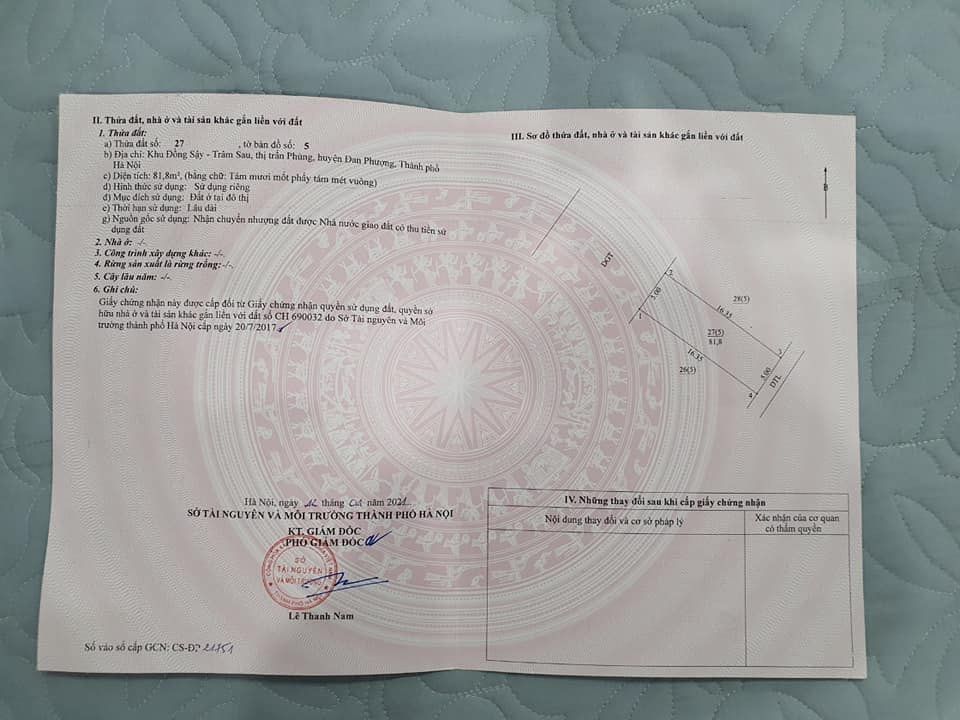 II. Thửa đất, nhà ở và tài sản khác gắn liền với đất
1. Thửa đất:
a) Thửa đất số: 27 , tờ bản đồ số: 5
b) Địa chỉ: Khu Đồng Sậy - Trâm Sau, thị trấn Phùng, huyện Đan Phượng, Thành phố
Hà Nội
c) Diện tích: 81,8m², (bằng chữ: Tám mươi mốt phẩy tám mét vuông)
d) Hình thức sử dụng: Sử dụng riêng
đ) Mục đích sử dụng: Đất ở tại đô thị
e) Thời hạn sử dụng: Lâu dài
g) Nguồn gốc sử dụng: Nhận chuyển nhượng đất được Nhà nước giao đất có thu tiền sử
dụng đất
2. Nhà ở: -/-
3. Công trình xây dựng khác: -/-
4. Rừng sản xuất là rừng trồng: -/-.
5. Cây lâu năm: -/-
6. Ghi chú:
Giấy chứng nhận này được cấp đổi từ Giấy chứng nhận quyền sử dụng đất, quyền sở
hữu nhà ở và tài sản khác gắn liền với đất số CH 690032 do Sở Tài nguyên và Môi
trường thành phố Hà Nội cấp ngày 20/7/2017
Hà Nội, ngày tháng năm
SỞ TÀI NGUYÊN VÀ MÔI TRƯỜNG THÀNH PHỐ HÀ NỘI
KT. GIÁM ĐỐC
PHÓ GIÁM ĐỐC
SỞ
TÀI NGUYÊN
VÀ MÔI TRƯỜNG
THÀNH PHỐ HÀ NỘI
Lê Thanh Nam
Số vào sổ cấp GCN: CS-ĐP 21751
III. Sơ đồ thửa đất, nhà ở và tài sản khác gắn liền với đất
B
DGT
3
5.00
28(5)
16.35
1
27(5)
81,8
16.35
2
26(5)
5.00
DTL
4
IV. Những thay đổi sau khi cấp giấy chứng nhận
Nội dung thay đổi và cơ sở pháp lý
Xác nhận của cơ quan
có thẩm quyền